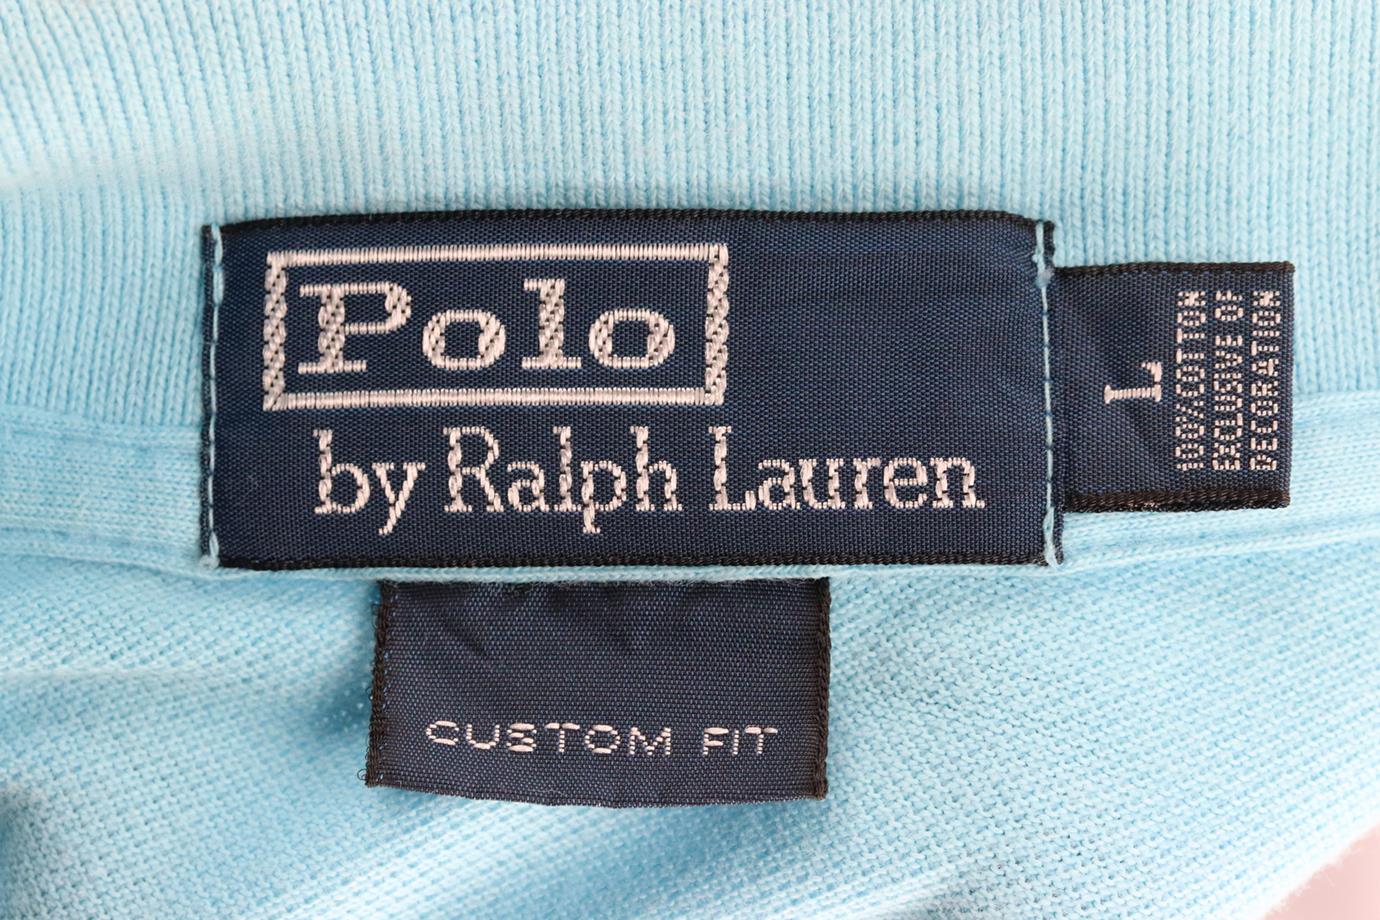 Polo
by Ralph Lauren
L
100% COTTON
EXCLUSIVE OF
DECORATION
CUSTOM FIT